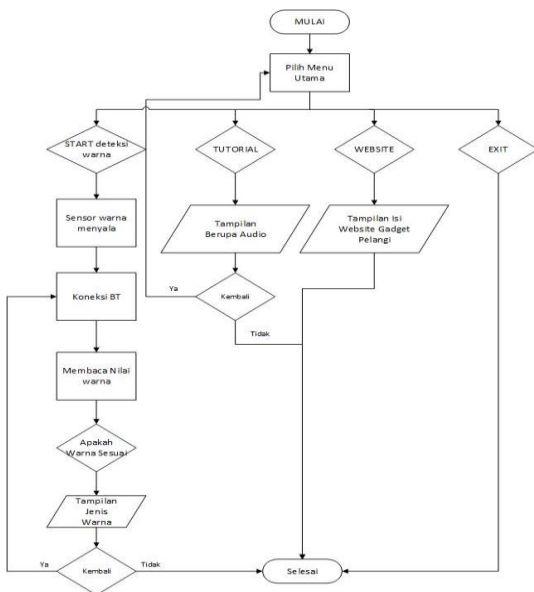 MULAI
Pilih Menu
Utama
START deteksi
warna
TUTORIAL
WEBSITE
EXIT
Sensor warna
menyala
Tampilan
Berupa Audio
Tampilan Isi
Website Gadget
Pelangi
Koneksi BT
Ya
Kembali
Tidak
Membaca Nilai
warna
Apakah
Warna Sesuai
Tampilan
Jenis
Warna
Ya
Kembali
Tidak
Selesai